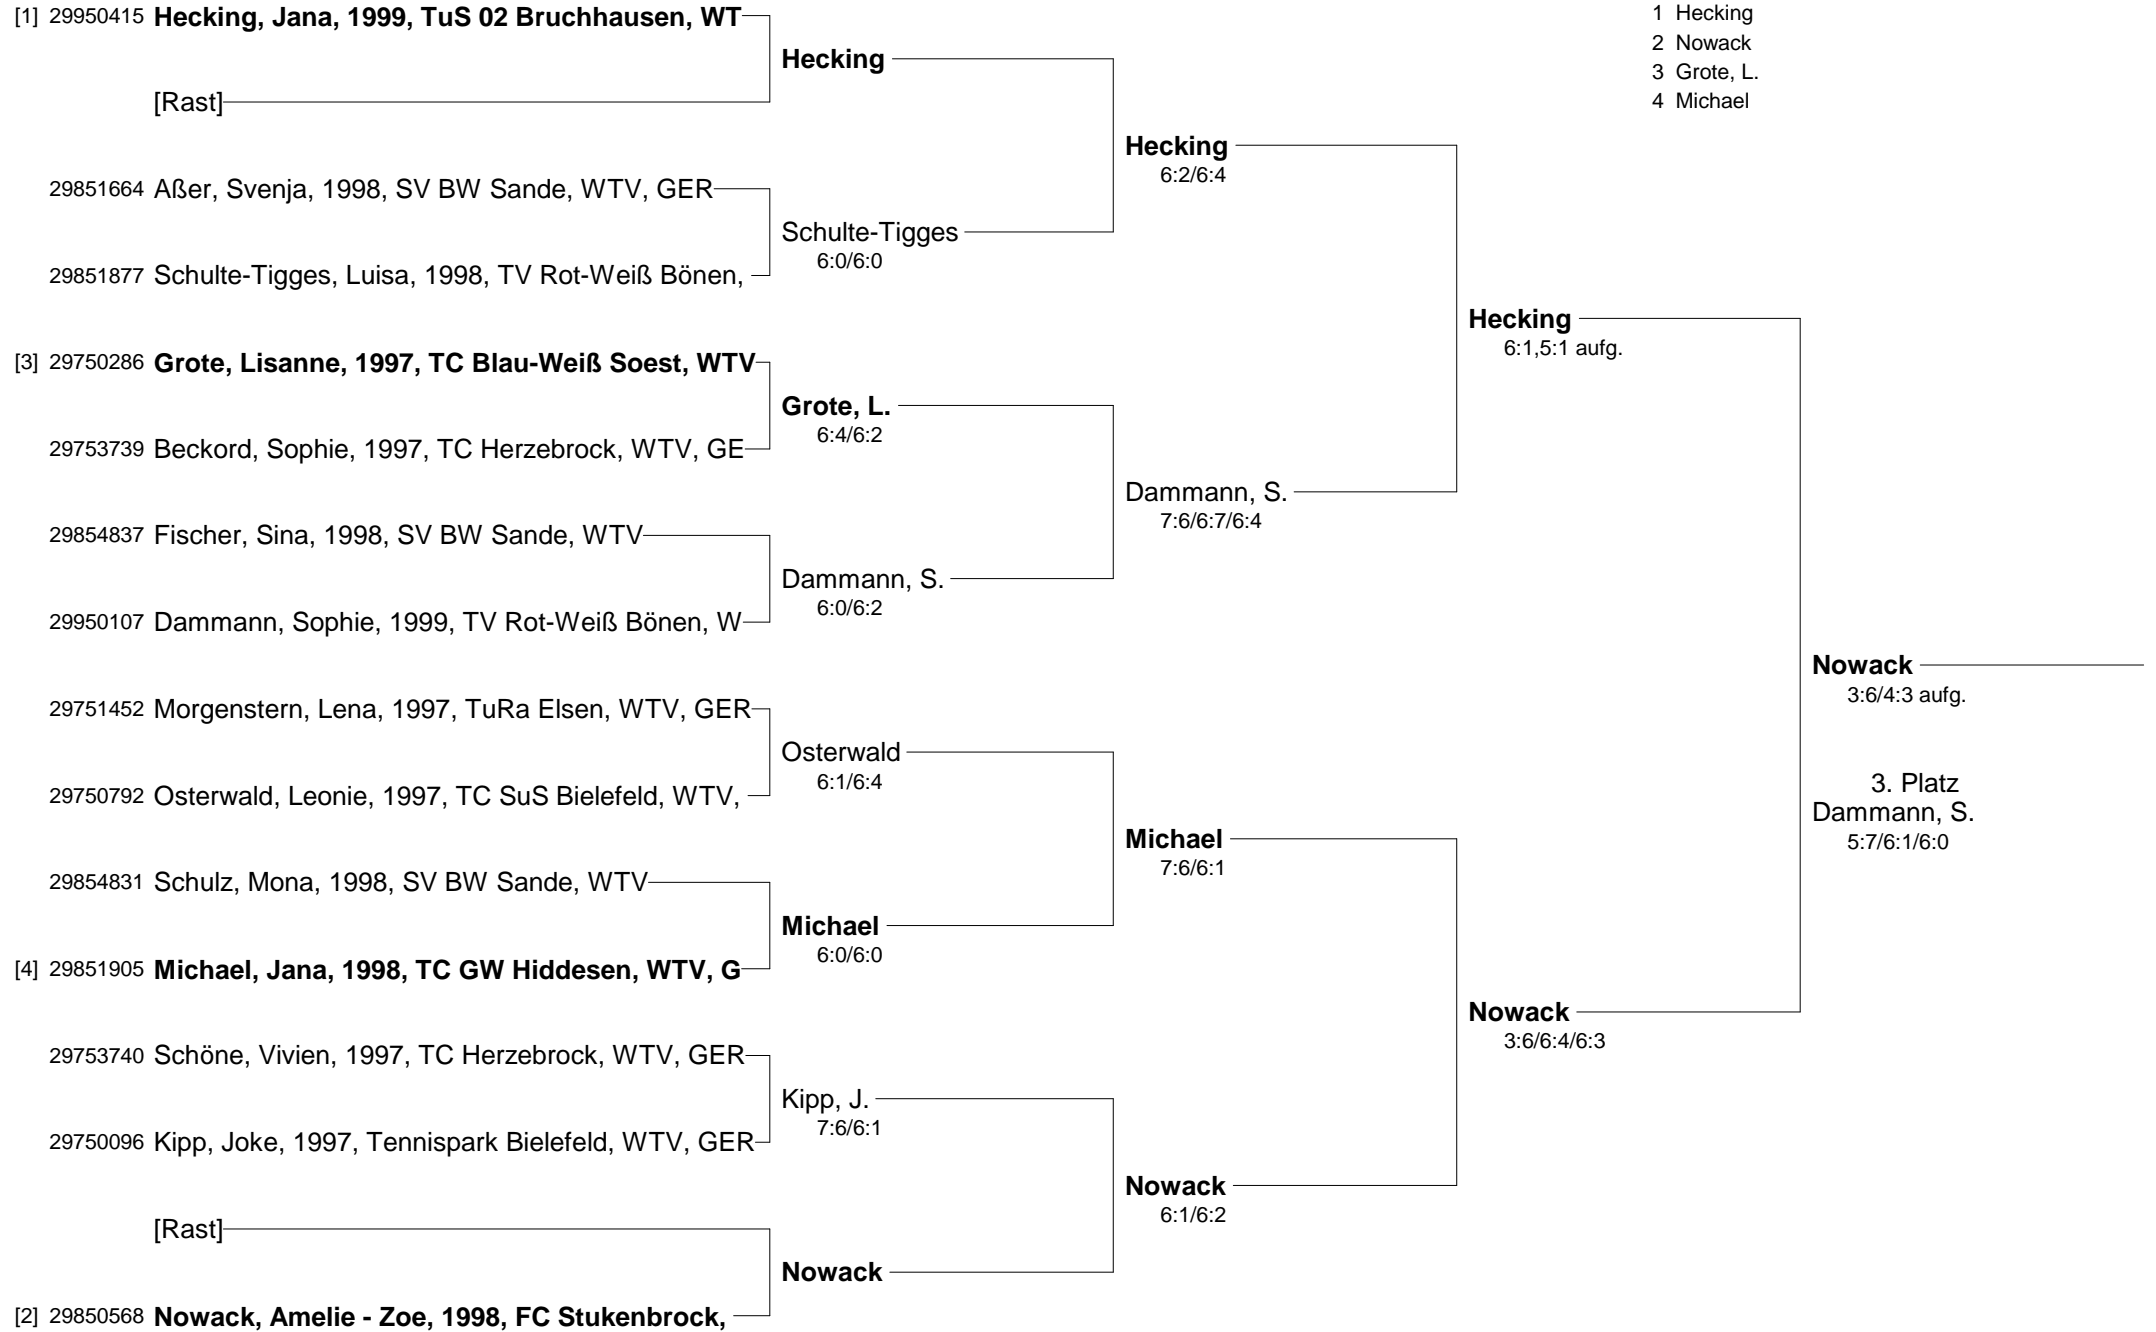 [1] 29950415 Hecking, Jana, 1999, TuS 02 Bruchhausen, WT
[Rast]
29851664 Aßer, Svenja, 1998, SV BW Sande, WTV, GER
29851877 Schulte-Tigges, Luisa, 1998, TV Rot-Weiß Bönen,
[3] 29750286 Grote, Lisanne, 1997, TC Blau-Weiß Soest, WTV
29753739 Beckord, Sophie, 1997, TC Herzebrock, WTV, GE
29854837 Fischer, Sina, 1998, SV BW Sande, WTV
29950107 Dammann, Sophie, 1999, TV Rot-Weiß Bönen, W
29751452 Morgenstern, Lena, 1997, TuRa Elsen, WTV, GER
29750792 Osterwald, Leonie, 1997, TC SuS Bielefeld, WTV,
29854831 Schulz, Mona, 1998, SV BW Sande, WTV
[4] 29851905 Michael, Jana, 1998, TC GW Hiddesen, WTV, G
29753740 Schöne, Vivien, 1997, TC Herzebrock, WTV, GER
29750096 Kipp, Joke, 1997, Tennispark Bielefeld, WTV, GER
[Rast]
[2] 29850568 Nowack, Amelie - Zoe, 1998, FC Stukenbrock,
Hecking
Schulte-Tigges
6:0/6:0
Grote, L.
6:4/6:2
Dammann, S.
6:0/6:2
Osterwald
6:1/6:4
Michael
6:0/6:0
Kipp, J.
7:6/6:1
Nowack
Hecking
6:2/6:4
Dammann, S.
7:6/6:7/6:4
Michael
7:6/6:1
Nowack
6:1/6:2
Hecking
6:1,5:1 aufg.
Nowack
3:6/6:4/6:3
Nowack
3:6/4:3 aufg.
3. Platz
Dammann, S.
5:7/6:1/6:0
1 Hecking
2 Nowack
3 Grote, L.
4 Michael